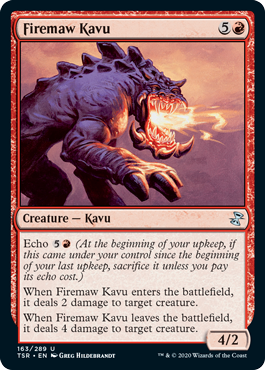 Firemaw Kavu 5
Creature — Kavu
Echo 5 (At the beginning of your upkeep, if
this came under your control since the beginning
of your last upkeep, sacrifice it unless you pay
its echo cost.)
When Firemaw Kavu enters the battlefield,
it deals 2 damage to target creature.
When Firemaw Kavu leaves the battlefield,
it deals 4 damage to target creature.
4/2
163/289 U
TSR • EN Greg Hildebrandt
™ & © 2020 Wizards of the Coast